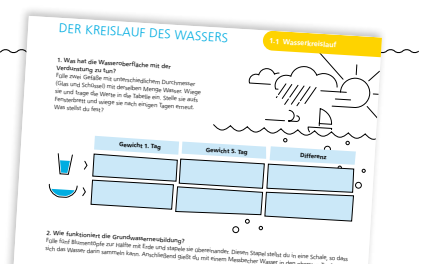 DER KREISLAUF DES WASSERS
1.1 Wasserkreislauf
1. Was hat die Wasseroberfläche mit der
Verdunstung zu tun?
Fülle zwei Gefäße mit unterschiedlichem Durchmesser
(Glas und Schüssel) mit derselben Menge Wasser. Wiege
sie und trage die Werte in die Tabelle ein. Stelle sie aufs
Fensterbrett und wiege sie nach einigen Tagen erneut.
Was stellst du fest?
Gewicht 1. Tag
Gewicht 5. Tag
Differenz
2. Wie funktioniert die Grundwasserneubildung?
Fülle fünf Blumentöpfe zur Hälfte mit Erde und stapele sie übereinander. Diesen Stapel stellst du in eine Schale, so dass
sich das Wasser darin sammeln kann. Anschließend gießt du mit einem Messbecher Wasser in den